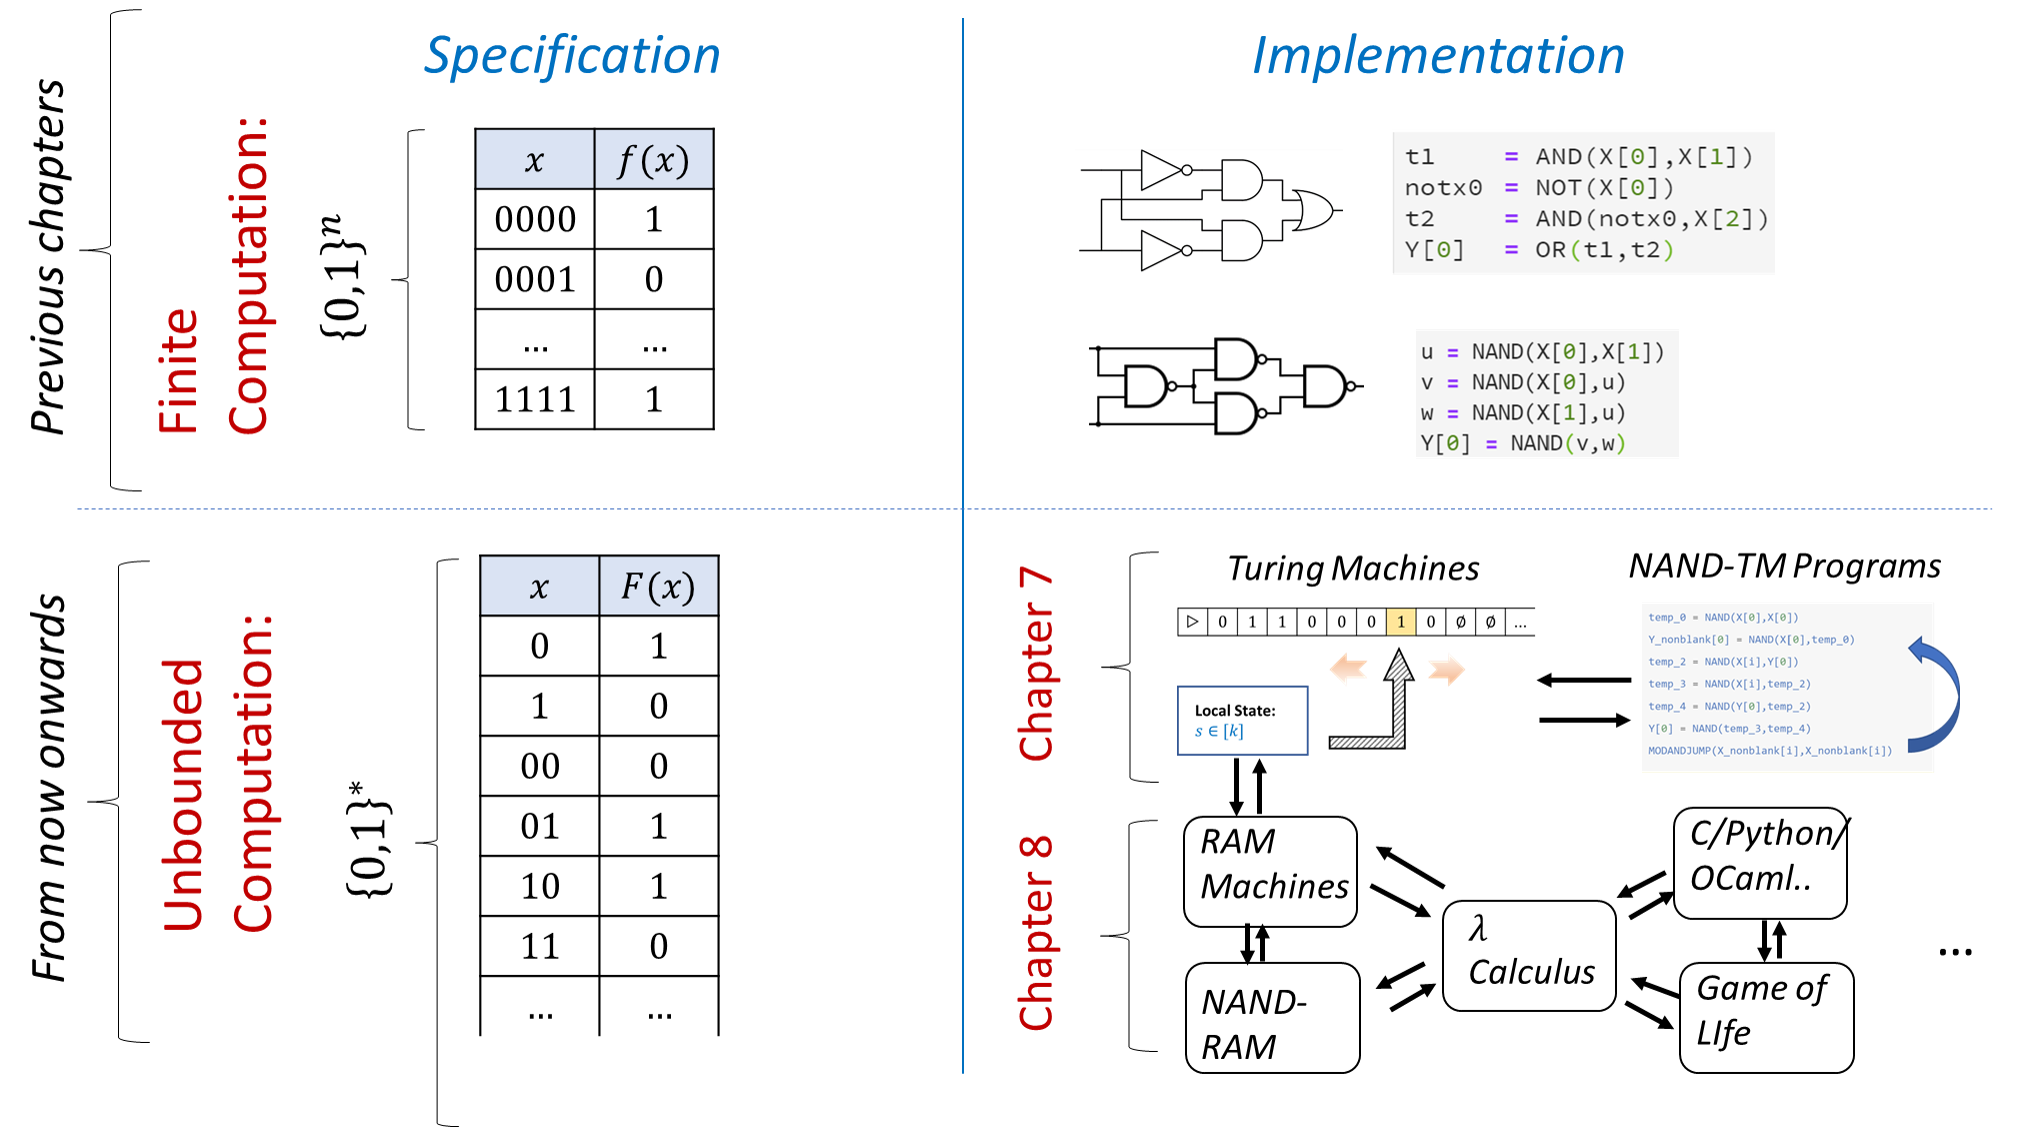 Specification
Implementation
Previous chapters
Finite
Computation:
{0,1}ⁿ
x f(x)
0000 1
0001 0
... ...
1111 1
t1 = AND(X[0],X[1])
notx0 = NOT(X[0])
t2 = AND(notx0,X[2])
Y[0] = OR(t1,t2)
u = NAND(X[0],X[1])
v = NAND(X[0],u)
w = NAND(X[1],u)
Y[0] = NAND(v,w)
From now onwards
Unbounded
Computation:
{0,1}*
x F(x)
0 1
1 0
00 0
01 1
10 1
11 0
... ...
Chapter 7
Turing Machines
▷ 0 1 1 0 0 0 1 0 ∅ ∅ ...
Local State:
s ∈ [k]
NAND-TM Programs
temp_0 = NAND(X[0],X[0])
Y_nonblank[0] = NAND(X[0],temp_0)
temp_2 = NAND(X[i],Y[0])
temp_3 = NAND(X[i],temp_2)
temp_4 = NAND(Y[0],temp_2)
Y[0] = NAND(temp_3,temp_4)
MODANDJUMP(X_nonblank[i],X_nonblank[i])
Chapter 8
RAM
Machines
NAND-
RAM
λ
Calculus
C/Python/
OCaml..
Game of
LIfe
...